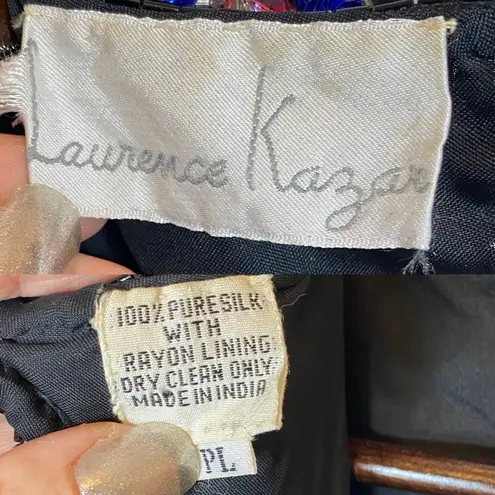 Laurence Kazar
100% PURE SILK
WITH
RAYON LINING
DRY CLEAN ONLY
MADE IN INDIA
PL